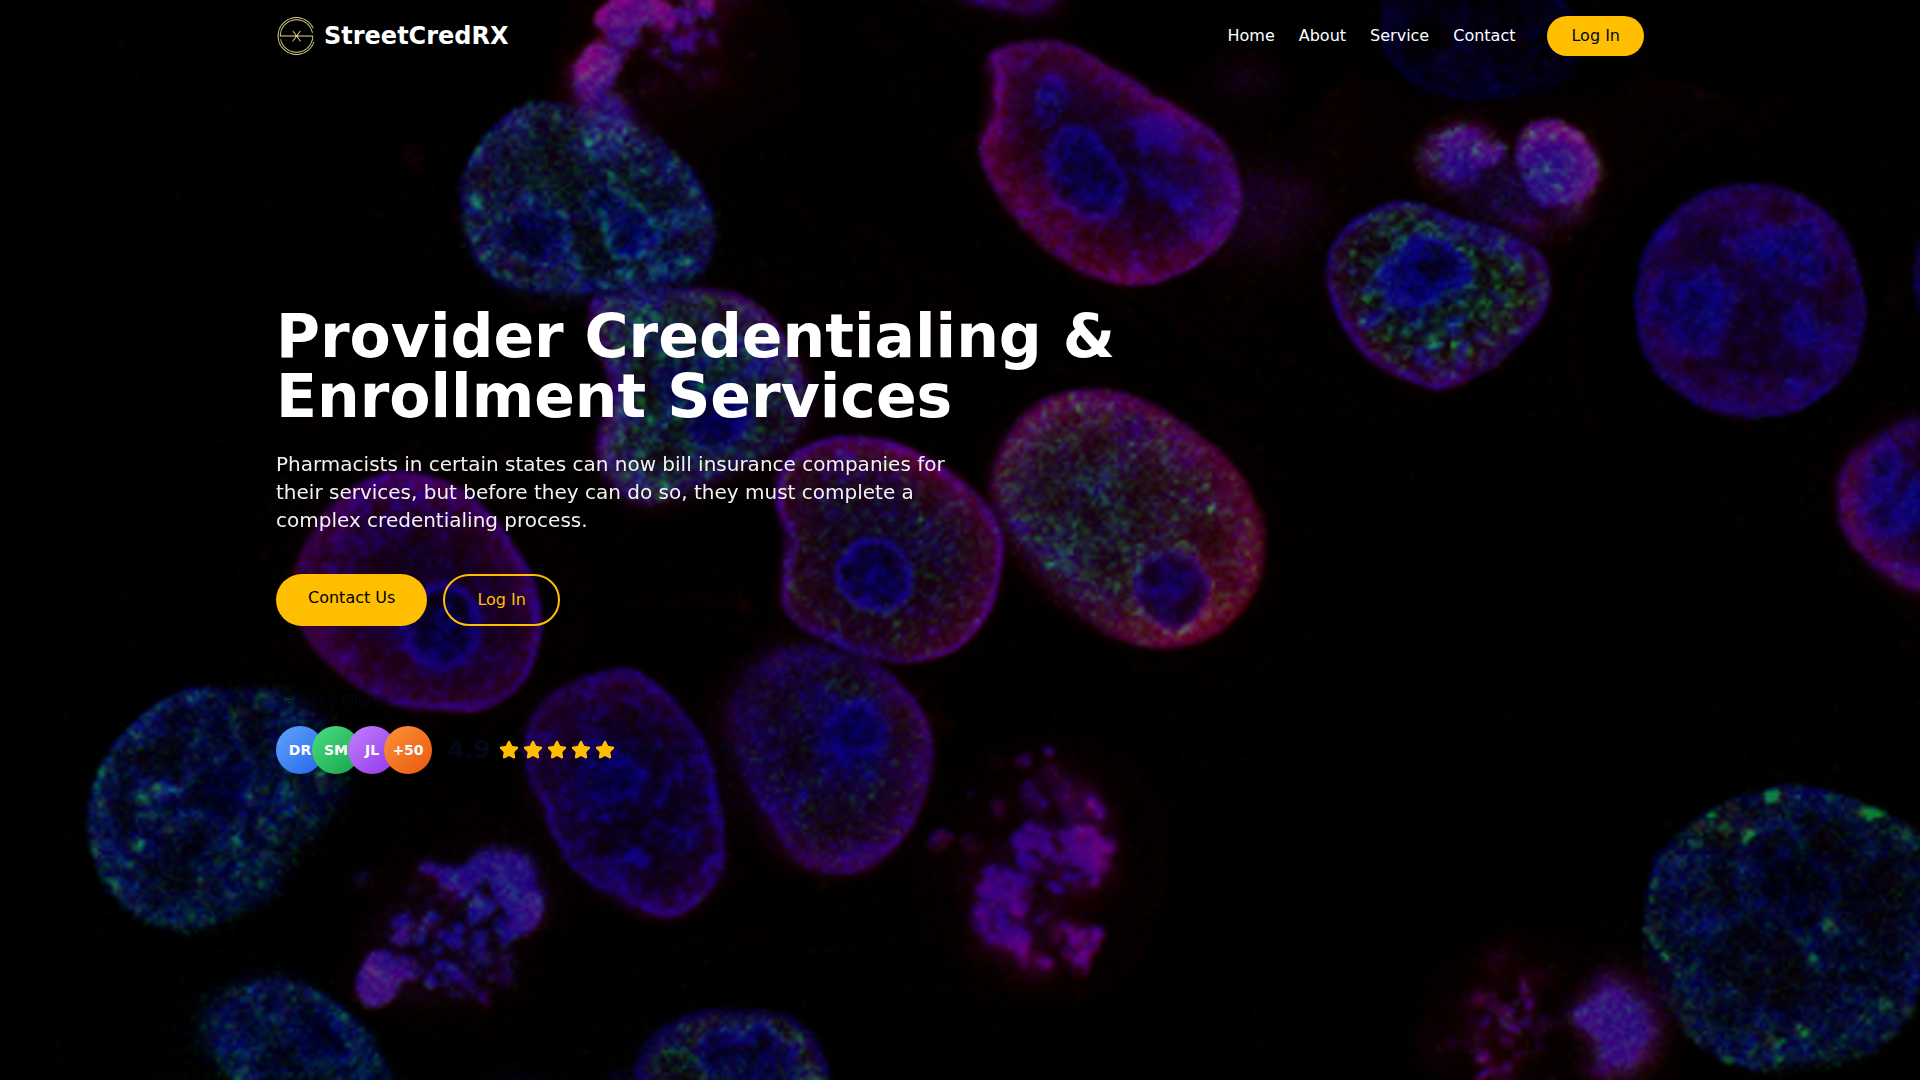 StreetCredRX
Home About Service Contact Log In
Provider Credentialing &
Enrollment Services
Pharmacists in certain states can now bill insurance companies for
their services, but before they can do so, they must complete a
complex credentialing process.
Contact Us Log In
DR SM JL +50 4.9